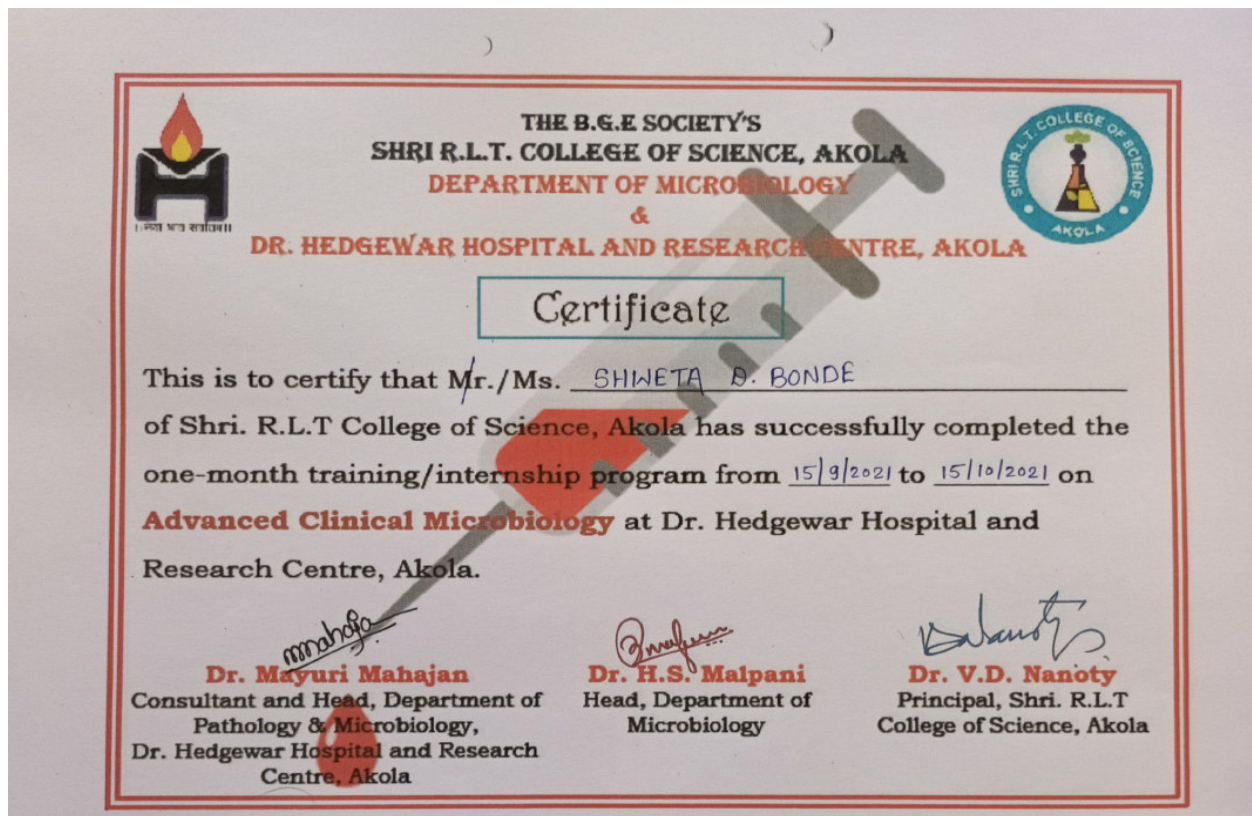 THE B.G.E SOCIETY'S
SHRI R.L.T. COLLEGE OF SCIENCE, AKOLA
DEPARTMENT OF MICROBIOLOGY
&
DR. HEDGEWAR HOSPITAL AND RESEARCH CENTRE, AKOLA
SHRI R.L.T. COLLEGE OF SCIENCE
AKOLA
Certificate
This is to certify that Mr./Ms. SHWETA D. BONDE
of Shri. R.L.T College of Science, Akola has successfully completed the
one-month training/internship program from 15/9/2021 to 15/10/2021 on
Advanced Clinical Microbiology at Dr. Hedgewar Hospital and
Research Centre, Akola.
Dr. Mayuri Mahajan
Consultant and Head, Department of
Pathology & Microbiology,
Dr. Hedgewar Hospital and Research
Centre, Akola
Dr. H.S. Malpani
Head, Department of
Microbiology
Dr. V.D. Nanoty
Principal, Shri. R.L.T
College of Science, Akola